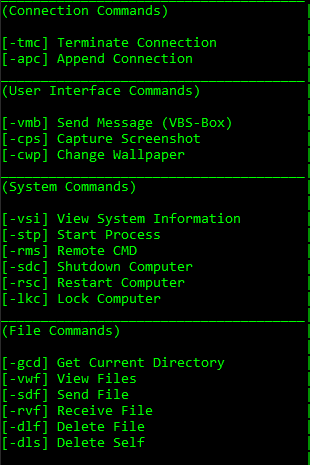 (Connection Commands)
[-tmc] Terminate Connection
[-apc] Append Connection
(User Interface Commands)
[-vmb] Send Message (VBS-Box)
[-cps] Capture Screenshot
[-cwp] Change Wallpaper
(System Commands)
[-vsi] View System Information
[-stp] Start Process
[-rms] Remote CMD
[-sdc] Shutdown Computer
[-rsc] Restart Computer
[-lkc] Lock Computer
(File Commands)
[-gcd] Get Current Directory
[-vwf] View Files
[-sdf] Send File
[-rvf] Receive File
[-dlf] Delete File
[-dls] Delete Self